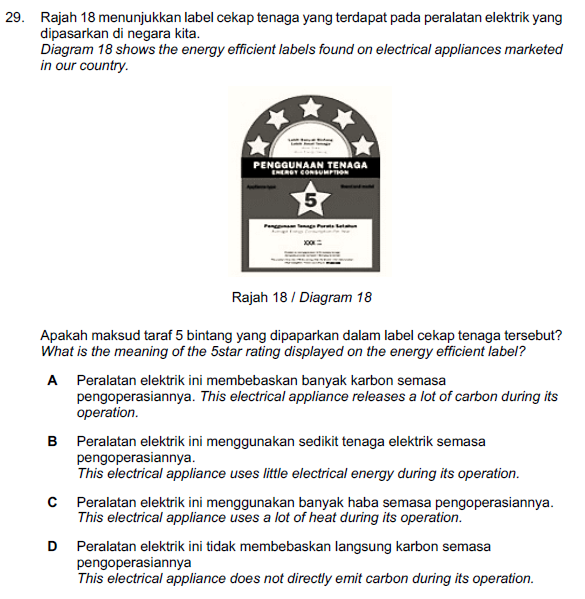 29. Rajah 18 menunjukkan label cekap tenaga yang terdapat pada peralatan elektrik yang
dipasarkan di negara kita.
Diagram 18 shows the energy efficient labels found on electrical appliances marketed
in our country.
PENGGUNAAN TENAGA
ENERGY CONSUMPTION
5
Penggunaan Tenaga Purata Setahun
XXX
Rajah 18 / Diagram 18
Apakah maksud taraf 5 bintang yang dipaparkan dalam label cekap tenaga tersebut?
What is the meaning of the 5star rating displayed on the energy efficient label?
A Peralatan elektrik ini membebaskan banyak karbon semasa
pengoperasiannya. This electrical appliance releases a lot of carbon during its
operation.
B Peralatan elektrik ini menggunakan sedikit tenaga elektrik semasa
pengoperasiannya.
This electrical appliance uses little electrical energy during its operation.
C Peralatan elektrik ini menggunakan banyak haba semasa pengoperasiannya.
This electrical appliance uses a lot of heat during its operation.
D Peralatan elektrik ini tidak membebaskan langsung karbon semasa
pengoperasiannya
This electrical appliance does not directly emit carbon during its operation.